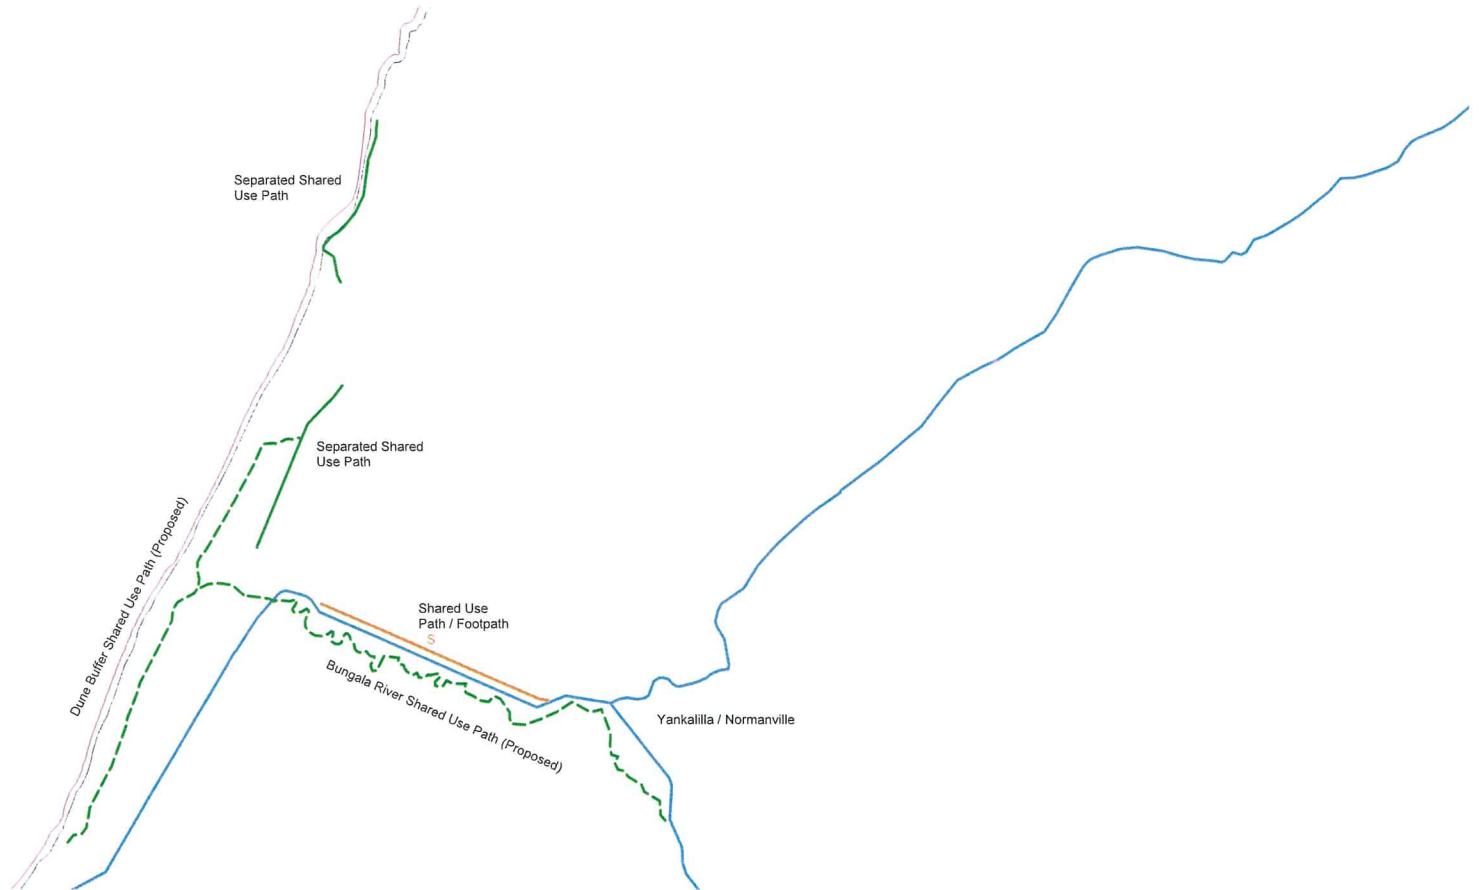 Separated Shared
Use Path
Separated Shared
Use Path
Dune Buffer Shared Use Path (Proposed)
Shared Use
Path / Footpath
S
Bungala River Shared Use Path (Proposed)
Yankalilla / Normanville